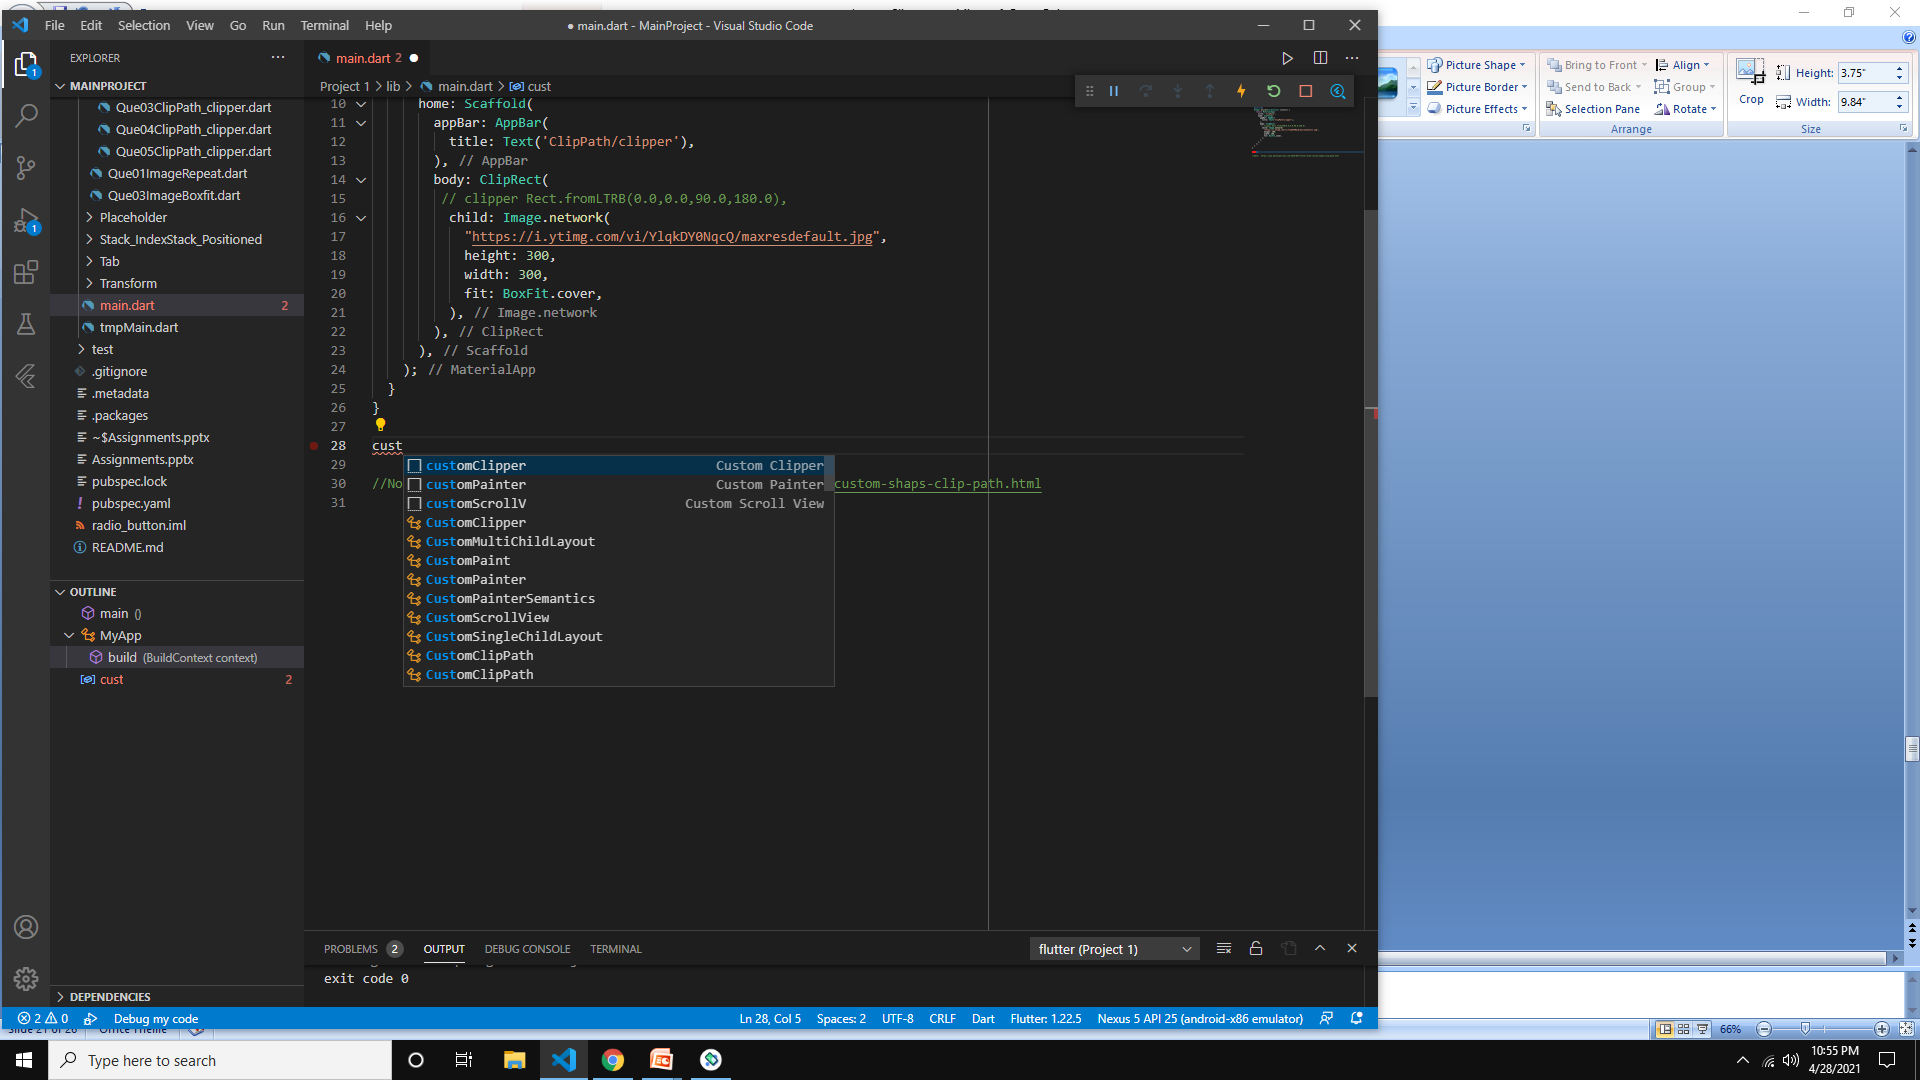 File Edit Selection View Go Run Terminal Help
● main.dart - MainProject - Visual Studio Code
EXPLORER
MAINPROJECT
Que03ClipPath_clipper.dart
Que04ClipPath_clipper.dart
Que05ClipPath_clipper.dart
Que01ImageRepeat.dart
Que03ImageBoxfit.dart
Placeholder
Stack_IndexStack_Positioned
Tab
Transform
main.dart 2
tmpMain.dart
test
.gitignore
.metadata
.packages
~$Assignments.pptx
Assignments.pptx
pubspec.lock
pubspec.yaml
radio_button.iml
README.md
OUTLINE
main ()
MyApp
build (BuildContext context)
cust 2
DEPENDENCIES
main.dart 2
Project 1 > lib > main.dart > cust
10 home: Scaffold(
11 appBar: AppBar(
12 title: Text('ClipPath/clipper'),
13 ), // AppBar
14 body: ClipRect(
15 // clipper Rect.fromLTRB(0.0,0.0,90.0,180.0),
16 child: Image.network(
17 "https://i.ytimg.com/vi/YlqkDY0NqcQ/maxresdefault.jpg",
18 height: 300,
19 width: 300,
20 fit: BoxFit.cover,
21 ), // Image.network
22 ), // ClipRect
23 ), // Scaffold
24 ); // MaterialApp
25 }
26 }
27
28 cust
29
30 //No custom-shaps-clip-path.html
31
customClipper Custom Clipper
customPainter Custom Painter
customScrollV Custom Scroll View
CustomClipper
CustomMultiChildLayout
CustomPaint
CustomPainter
CustomPainterSemantics
CustomScrollView
CustomSingleChildLayout
CustomClipPath
CustomClipPath
PROBLEMS 2 OUTPUT DEBUG CONSOLE TERMINAL
flutter (Project 1)
exit code 0
2 0 Debug my code
Ln 28, Col 5 Spaces: 2 UTF-8 CRLF Dart Flutter: 1.22.5 Nexus 5 API 25 (android-x86 emulator)
Picture Shape
Picture Border
Picture Effects
Bring to Front
Send to Back
Selection Pane
Align
Group
Rotate
Arrange
Crop
Height: 3.75"
Width: 9.84"
Size
66%
Type here to search
10:55 PM
4/28/2021